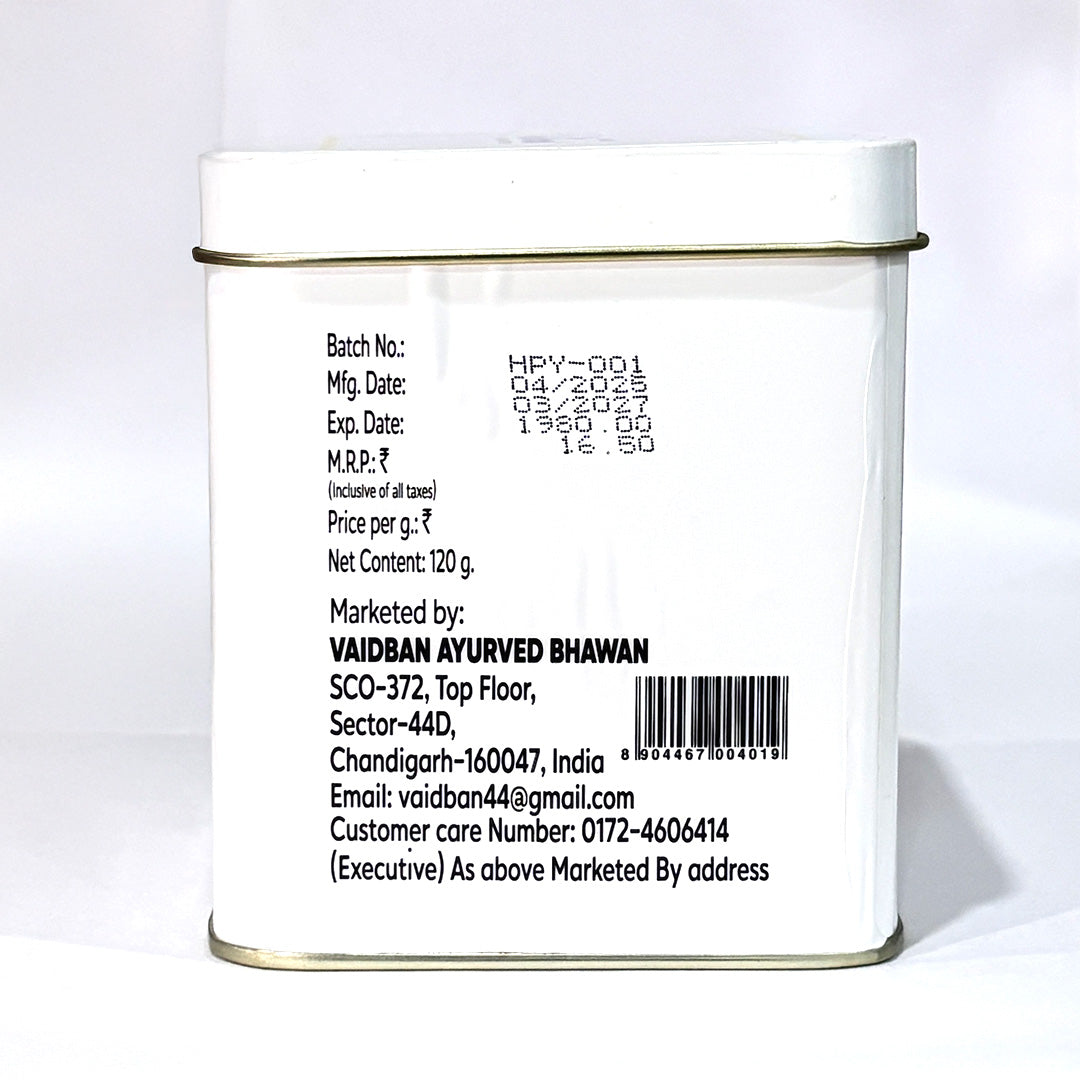 Batch No.:
Mfg. Date:
Exp. Date:
M.R.P.: ₹
(Inclusive of all taxes)
Price per g.: ₹
Net Content: 120 g.
HPY-001
04/2025
03/2027
1980.00
16.50
Marketed by:
VAIDBAN AYURVED BHAWAN
SCO-372, Top Floor,
Sector-44D,
Chandigarh-160047, India
Email: vaidban44@gmail.com
Customer care Number: 0172-4606414
(Executive) As above Marketed By address
8 904467 004019